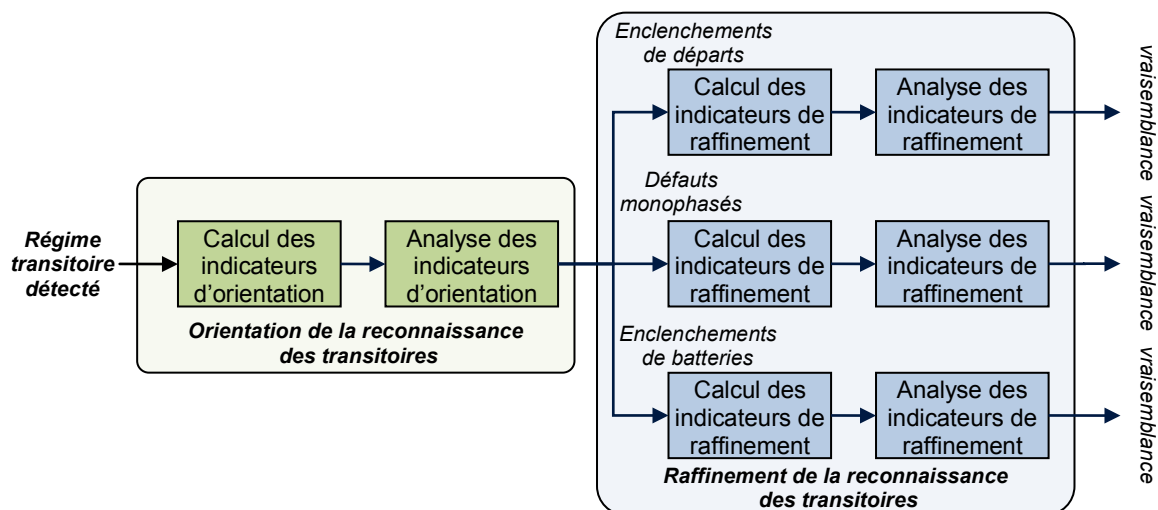 Régime
transitoire
détecté
Calcul des
indicateurs
d'orientation
Analyse des
indicateurs
d'orientation
Orientation de la reconnaissance
des transitoires
Enclenchements
de départs
Calcul des
indicateurs de
raffinement
Analyse des
indicateurs de
raffinement
vraisemblance
Défauts
monophasés
Calcul des
indicateurs de
raffinement
Analyse des
indicateurs de
raffinement
vraisemblance
Enclenchements
de batteries
Calcul des
indicateurs de
raffinement
Analyse des
indicateurs de
raffinement
vraisemblance
Raffinement de la reconnaissance
des transitoires